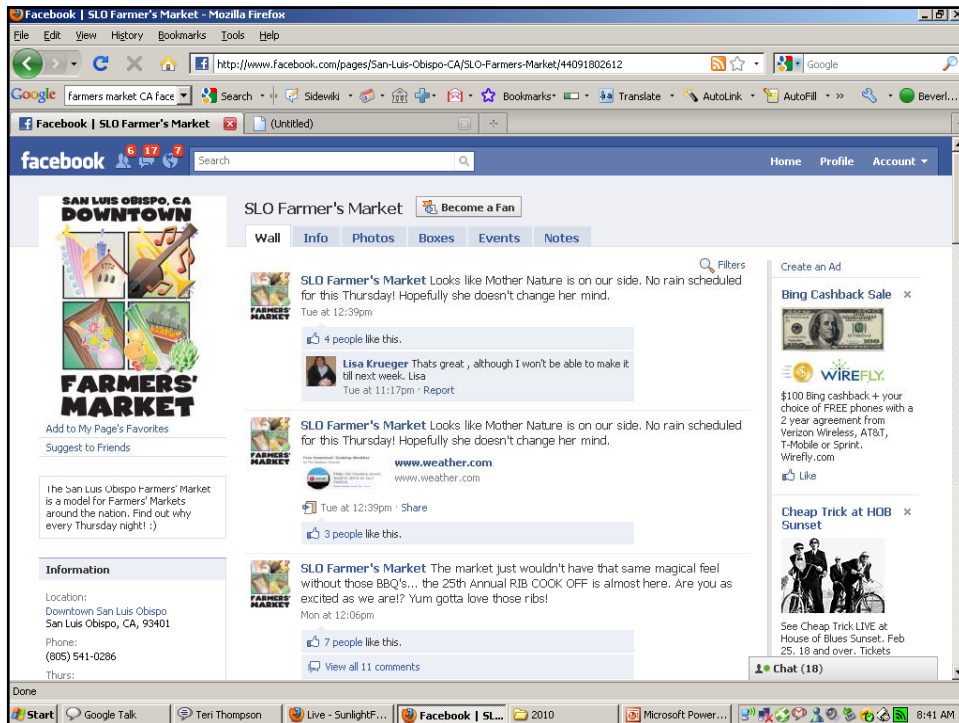 Facebook | SLO Farmer's Market - Mozilla Firefox
File Edit View History Bookmarks Tools Help
http://www.facebook.com/pages/San-Luis-Obispo-CA/SLO-Farmers-Market/44091802612
Google
Google farmers market CA face Search Sidewiki Bookmarks Translate AutoLink AutoFill Beverl...
Facebook | SLO Farmer's Market (Untitled)
facebook 6 17 7 Search Home Profile Account
SAN LUIS OBISPO, CA
DOWNTOWN
FARMERS'
MARKET
Add to My Page's Favorites
Suggest to Friends
The San Luis Obispo Farmers' Market
is a model for Farmers' Markets
around the nation. Find out why
every Thursday night! :)
Information
Location:
Downtown San Luis Obispo
San Luis Obispo, CA, 93401
Phone:
(805) 541-0286
Thurs:
SLO Farmer's Market Become a Fan
Wall Info Photos Boxes Events Notes
Filters
SLO Farmer's Market Looks like Mother Nature is on our side. No rain scheduled
for this Thursday! Hopefully she doesn't change her mind.
Tue at 12:39pm
FARMERS'
MARKET
4 people like this.
Lisa Krueger Thats great , although I won't be able to make it
till next week. Lisa
Tue at 11:17pm · Report
SLO Farmer's Market Looks like Mother Nature is on our side. No rain scheduled
for this Thursday! Hopefully she doesn't change her mind.
FARMERS'
MARKET
www.weather.com
www.weather.com
Tue at 12:39pm · Share
3 people like this.
SLO Farmer's Market The market just wouldn't have that same magical feel
without those BBQ's... the 25th Annual RIB COOK OFF is almost here. Are you as
excited as we are!? Yum gotta love those ribs!
FARMERS'
MARKET
Mon at 12:06pm
7 people like this.
View all 11 comments
Create an Ad
Bing Cashback Sale
100
WIREFLY.
$100 Bing cashback + your
choice of FREE phones with a
2 year agreement from
Verizon Wireless, AT&T,
T-Mobile or Sprint.
Wirefly.com
Like
Cheap Trick at HOB
Sunset
See Cheap Trick LIVE at
House of Blues Sunset. Feb
25. 18 and over. Tickets
Chat (18)
Done
Start Google Talk Teri Thompson Live - SunlightF... Facebook | SL... 2010 Microsoft Power... 8:41 AM